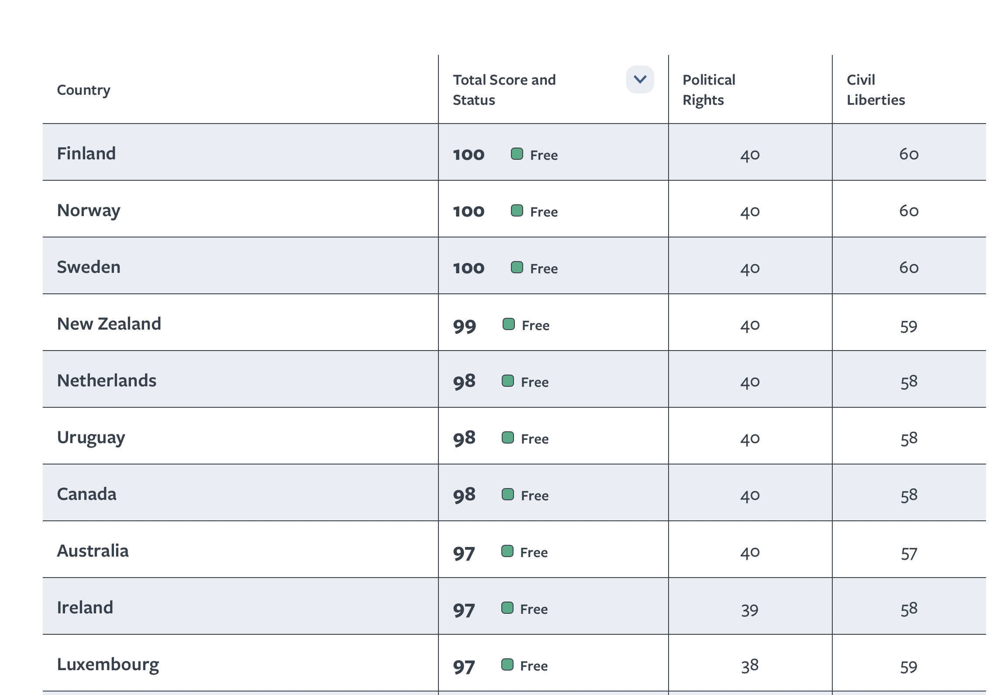 Country
Total Score and
Status
Political
Rights
Civil
Liberties
Finland 100 Free 40 60
Norway 100 Free 40 60
Sweden 100 Free 40 60
New Zealand 99 Free 40 59
Netherlands 98 Free 40 58
Uruguay 98 Free 40 58
Canada 98 Free 40 58
Australia 97 Free 40 57
Ireland 97 Free 39 58
Luxembourg 97 Free 38 59